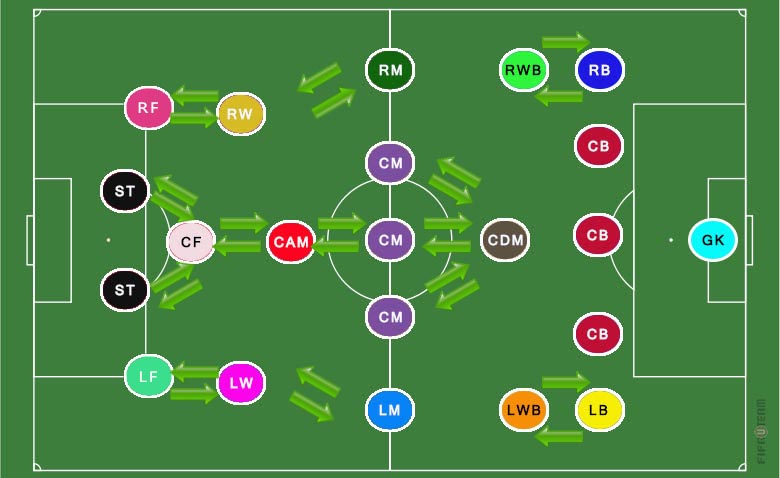 RM
RWB
RB
RF
RW
CM
CB
ST
CF
CAM
CM
CDM
CB
GK
ST
CM
CB
LF
LW
LM
LWB
LB
FIFAUTEAM